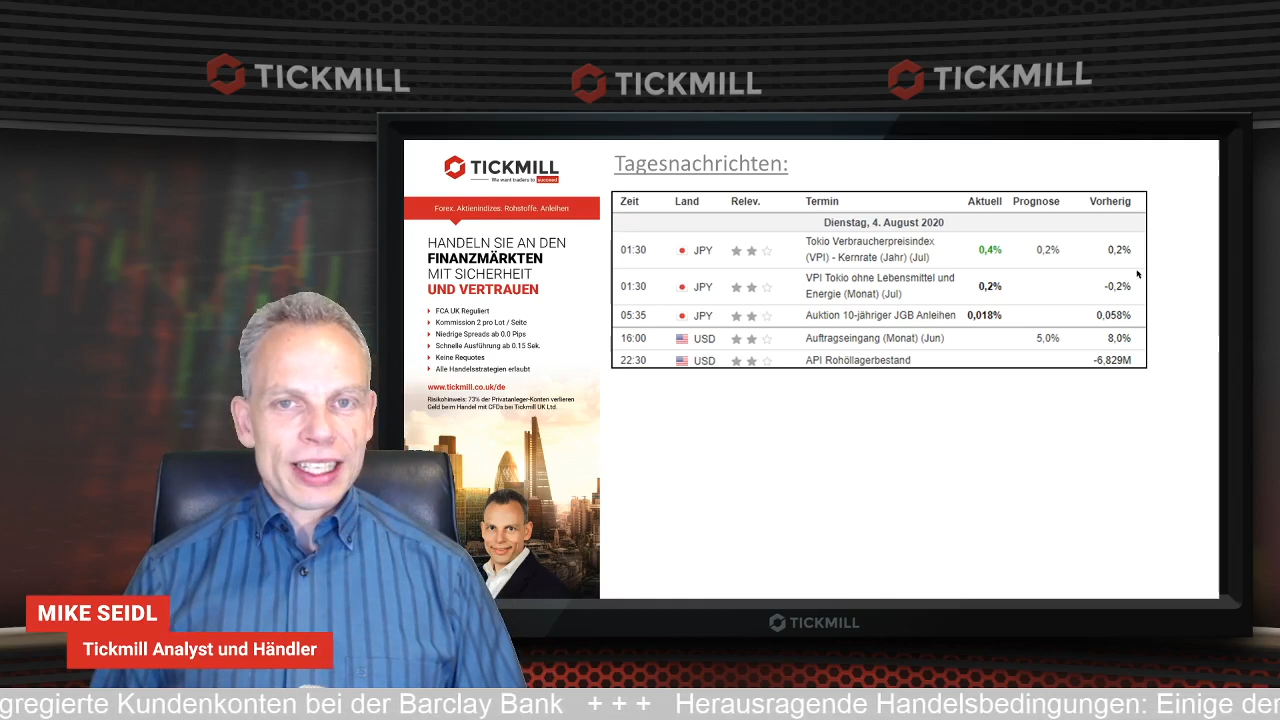 TICKMILL
TICKMILL
TICKMILL
TICKMILL
We want traders to succeed
Forex. Aktienindizes. Rohstoffe. Anleihen
HANDELN SIE AN DEN
FINANZMÄRKTEN
MIT SICHERHEIT
UND VERTRAUEN
FCA UK Reguliert
Kommission 2 pro Lot / Seite
Niedrige Spreads ab 0.0 Pips
Schnelle Ausführung ab 0.15 Sek.
Keine Requotes
Alle Handelsstrategien erlaubt
www.tickmill.co.uk/de
Risikohinweis: 73% der Privatanleger-Konten verlieren
Geld beim Handel mit CFDs bei Tickmill UK Ltd.
Tagesnachrichten:
Zeit Land Relev. Termin Aktuell Prognose Vorherig
Dienstag, 4. August 2020
01:30 JPY Tokio Verbraucherpreisindex (VPI) - Kernrate (Jahr) (Jul) 0,4% 0,2% 0,2%
01:30 JPY VPI Tokio ohne Lebensmittel und Energie (Monat) (Jul) 0,2% -0,2%
05:35 JPY Auktion 10-jähriger JGB Anleihen 0,018% 0,058%
16:00 USD Auftragseingang (Monat) (Jun) 5,0% 8,0%
22:30 USD API Rohöllagerbestand -6,829M
TICKMILL
MIKE SEIDL
Tickmill Analyst und Händler
gregierte Kundenkonten bei der Barclay Bank +++ Herausragende Handelsbedingungen: Einige der